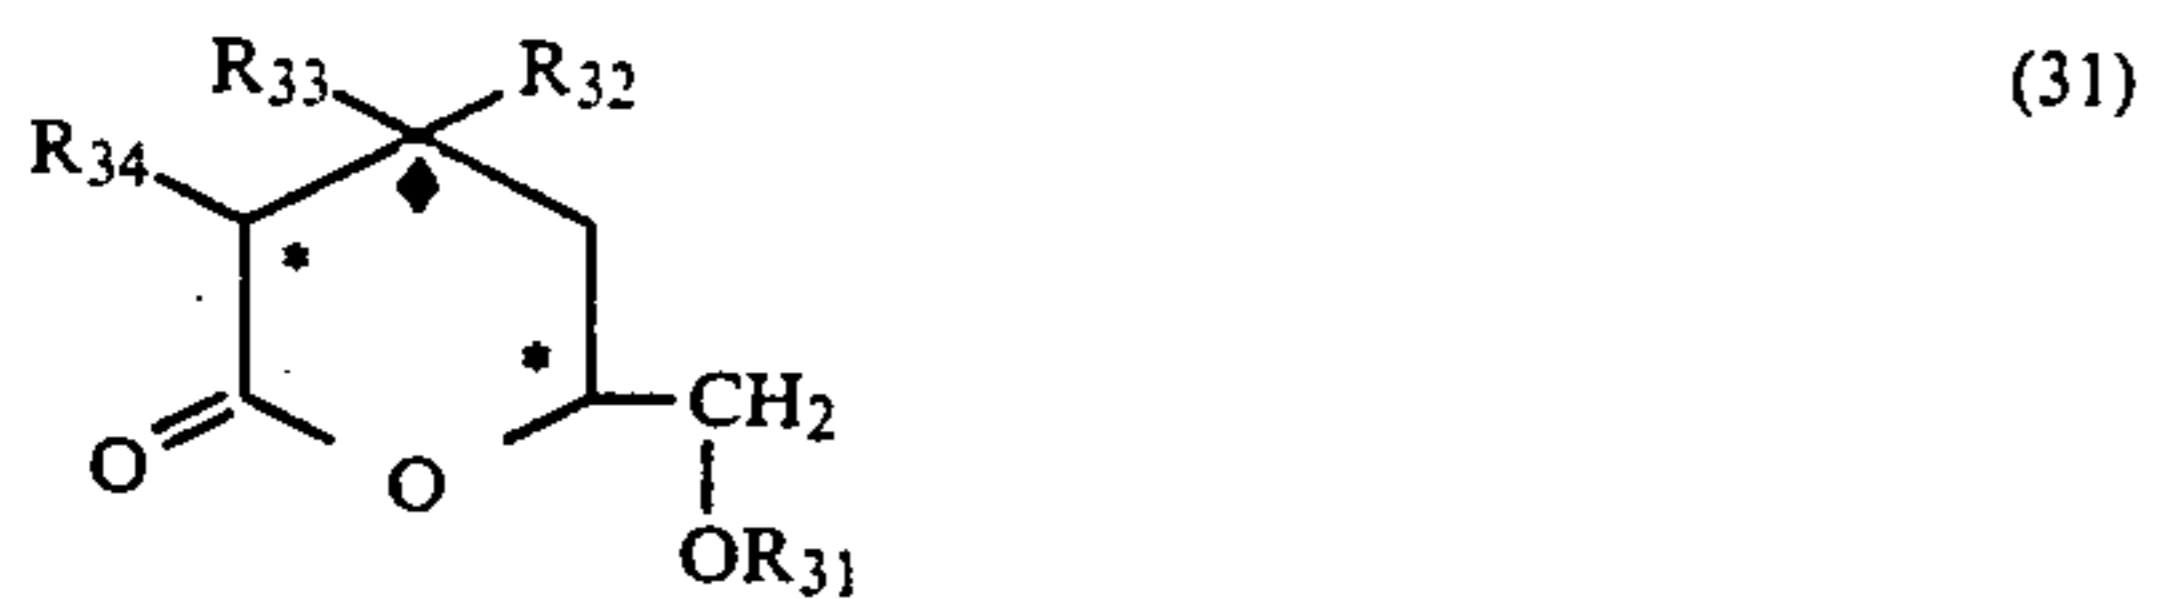 R33 R32 (31)
R34
* ♦
*
CH2
O O
OR31